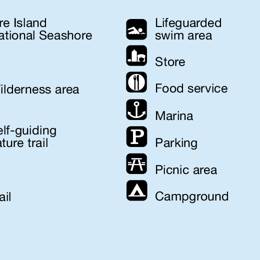 re Island
ational Seashore
ilderness area
elf-guiding
ture trail
ail
Lifeguarded
swim area
Store
Food service
Marina
P Parking
Picnic area
Campground